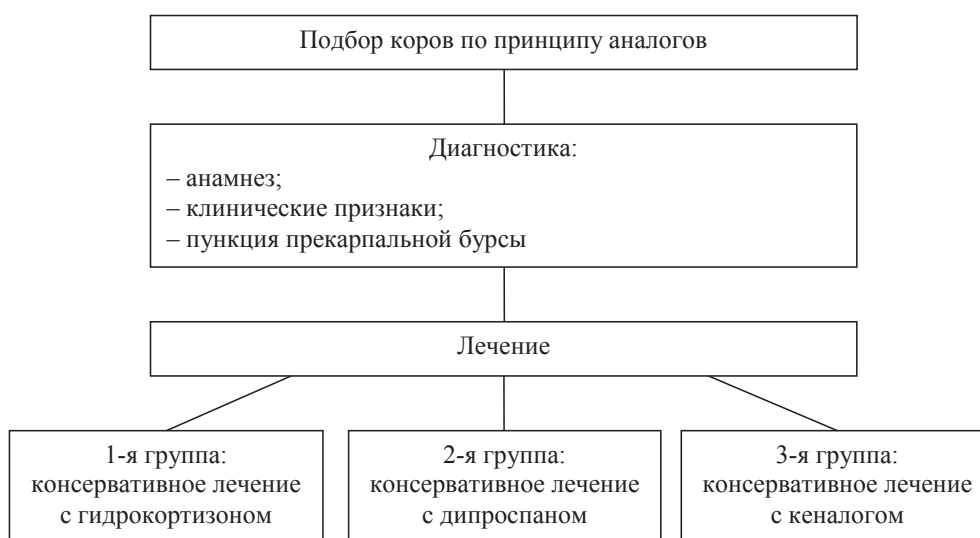 Подбор коров по принципу аналогов
Диагностика:
– анамнез;
– клинические признаки;
– пункция прекарпальной бурсы
Лечение
1-я группа:
консервативное лечение
с гидрокортизоном
2-я группа:
консервативное лечение
с дипроспаном
3-я группа:
консервативное лечение
с кеналогом